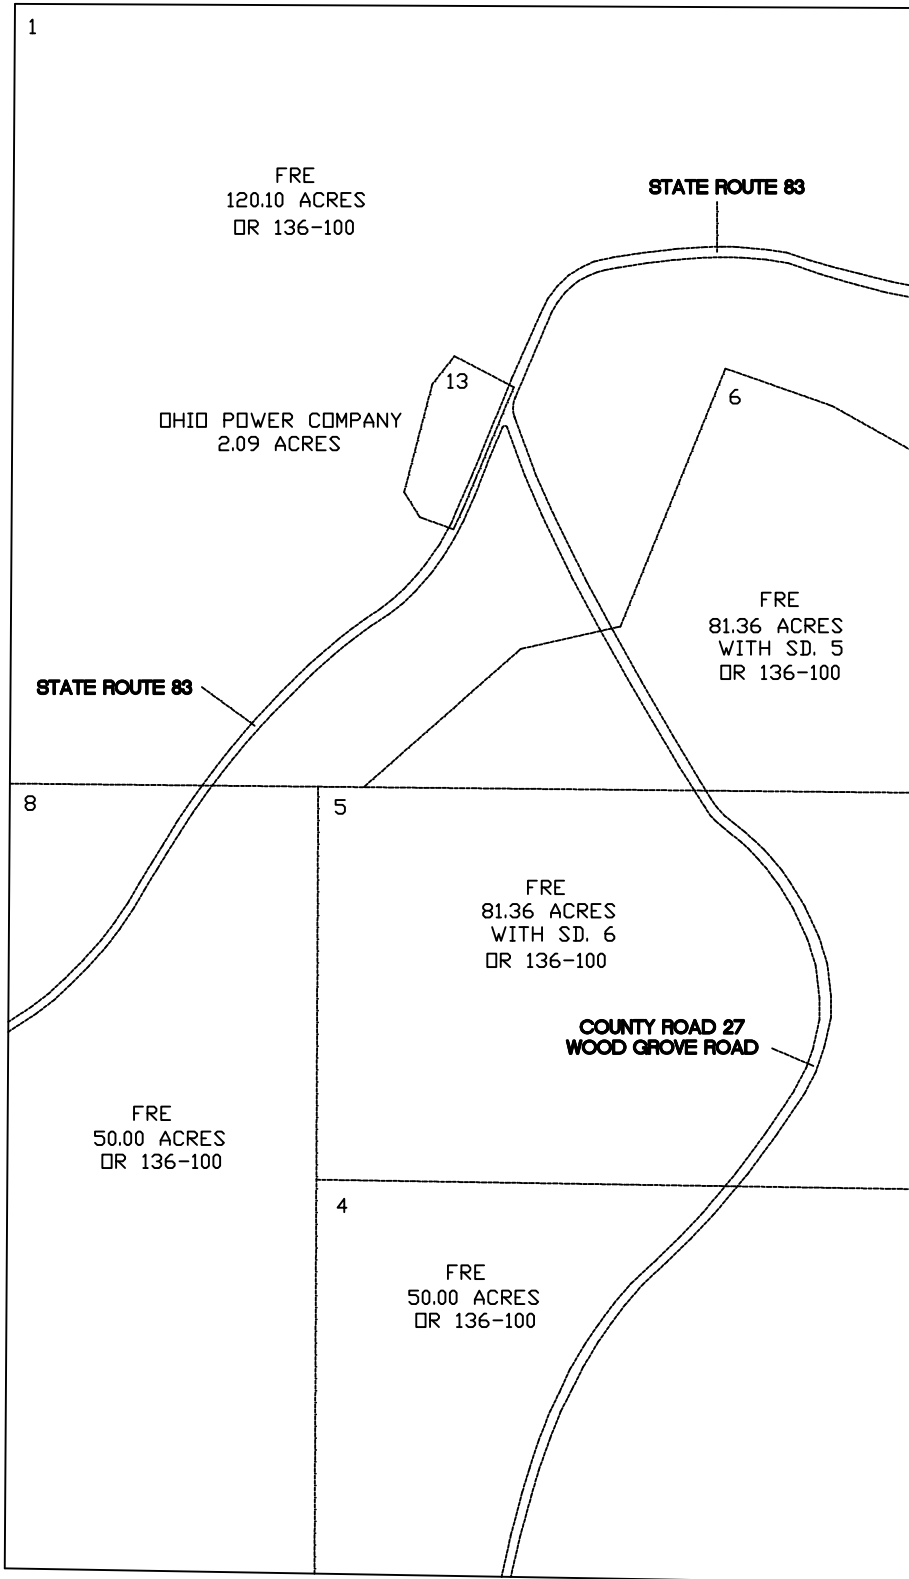 1
FRE
120.10 ACRES
OR 136-100
STATE ROUTE 83
13
6
OHIO POWER COMPANY
2.09 ACRES
FRE
81.36 ACRES
WITH SD. 5
OR 136-100
STATE ROUTE 83
8
5
FRE
81.36 ACRES
WITH SD. 6
OR 136-100
COUNTY ROAD 27
WOOD GROVE ROAD
FRE
50.00 ACRES
OR 136-100
4
FRE
50.00 ACRES
OR 136-100